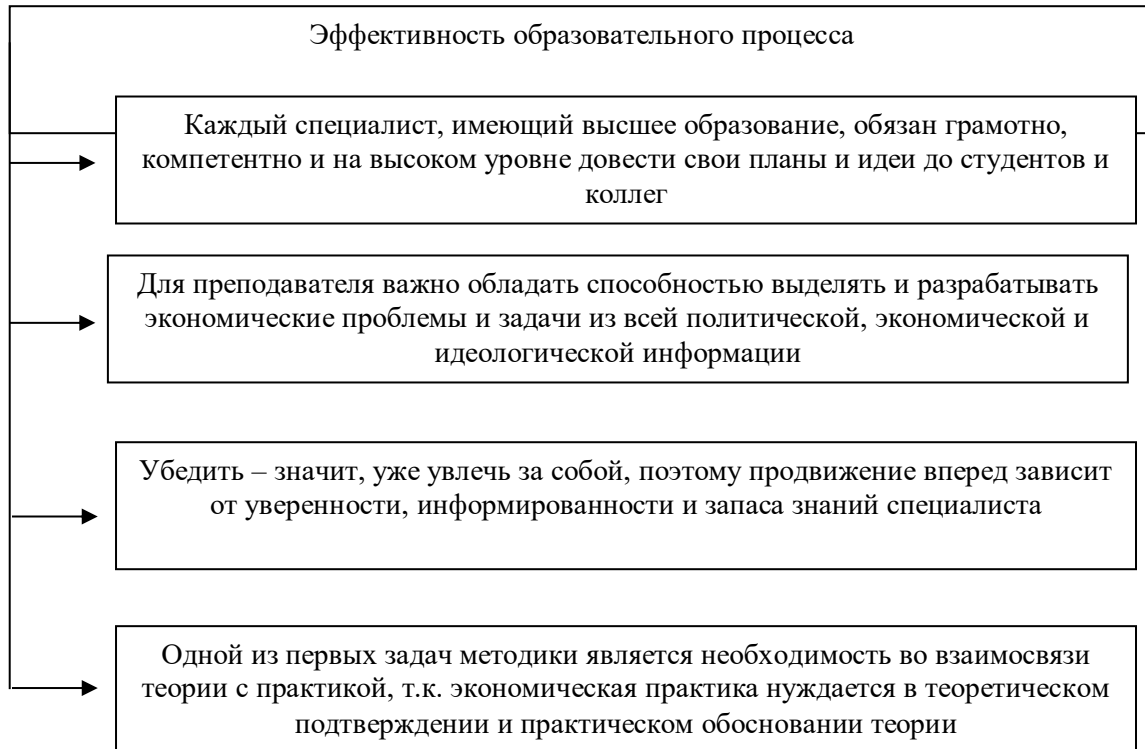 Эффективность образовательного процесса
Каждый специалист, имеющий высшее образование, обязан грамотно,
компетентно и на высоком уровне довести свои планы и идеи до студентов и
коллег
Для преподавателя важно обладать способностью выделять и разрабатывать
экономические проблемы и задачи из всей политической, экономической и
идеологической информации
Убедить – значит, уже увлечь за собой, поэтому продвижение вперед зависит
от уверенности, информированности и запаса знаний специалиста
Одной из первых задач методики является необходимость во взаимосвязи
теории с практикой, т.к. экономическая практика нуждается в теоретическом
подтверждении и практическом обосновании теории